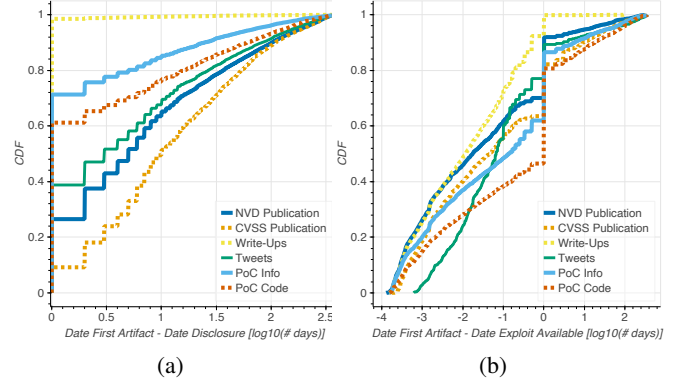 1
0.8
0.6
0.4
0.2
0
CDF
0 0.5 1 1.5 2 2.5
Date First Artifact - Date Disclosure [log10(# days)]
NVD Publication
CVSS Publication
Write-Ups
Tweets
PoC Info
PoC Code
(a)
1
0.8
0.6
0.4
0.2
0
CDF
-4 -3 -2 -1 0 1 2
Date First Artifact - Date Exploit Available [log10(# days)]
NVD Publication
CVSS Publication
Write-Ups
Tweets
PoC Info
PoC Code
(b)